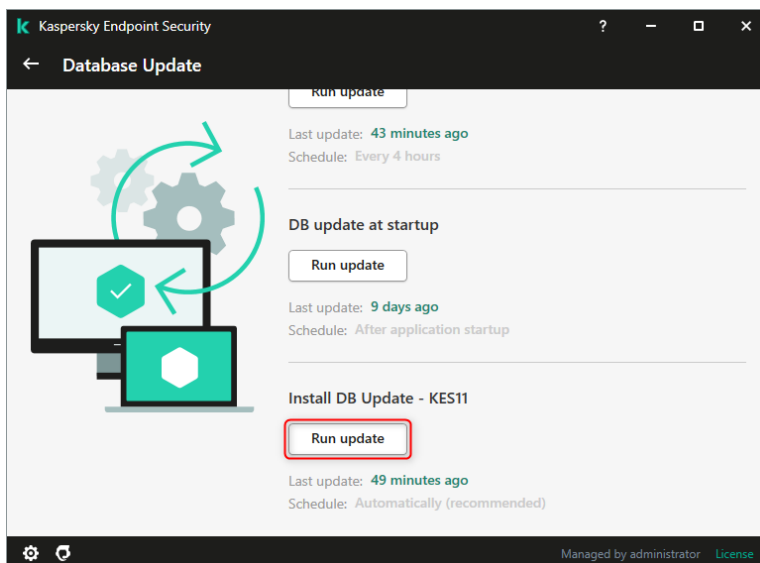 Kaspersky Endpoint Security
Database Update
Run update
Last update: 43 minutes ago
Schedule: Every 4 hours
DB update at startup
Run update
Last update: 9 days ago
Schedule: After application startup
Install DB Update - KES11
Run update
Last update: 49 minutes ago
Schedule: Automatically (recommended)
Managed by administrator License